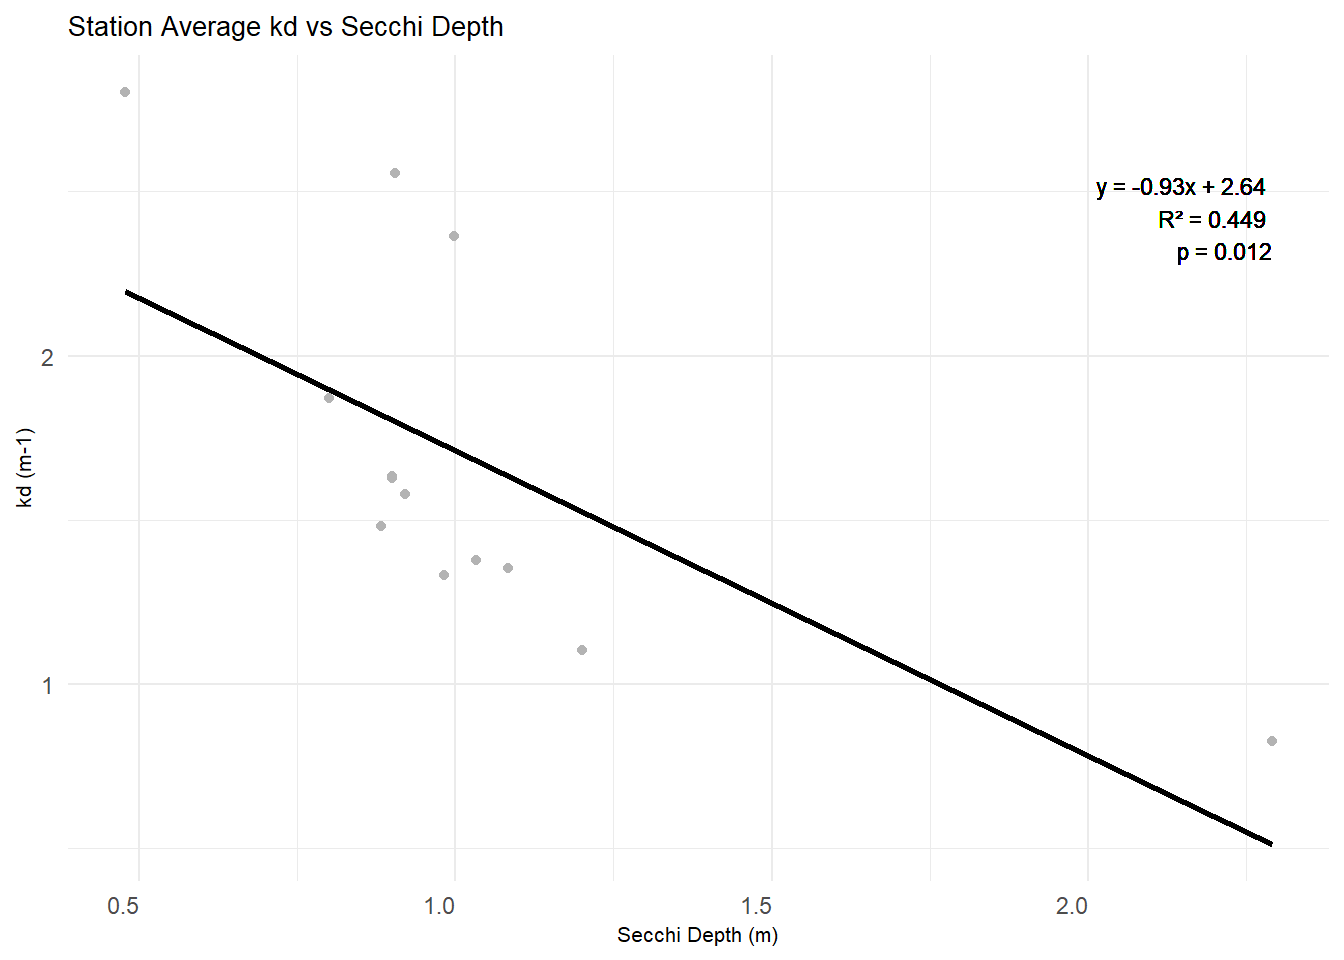 Station Average kd vs Secchi Depth
y = -0.93x + 2.64
R² = 0.449
p = 0.012
2
1
kd (m-1)
0.5 1.0 1.5 2.0
Secchi Depth (m)